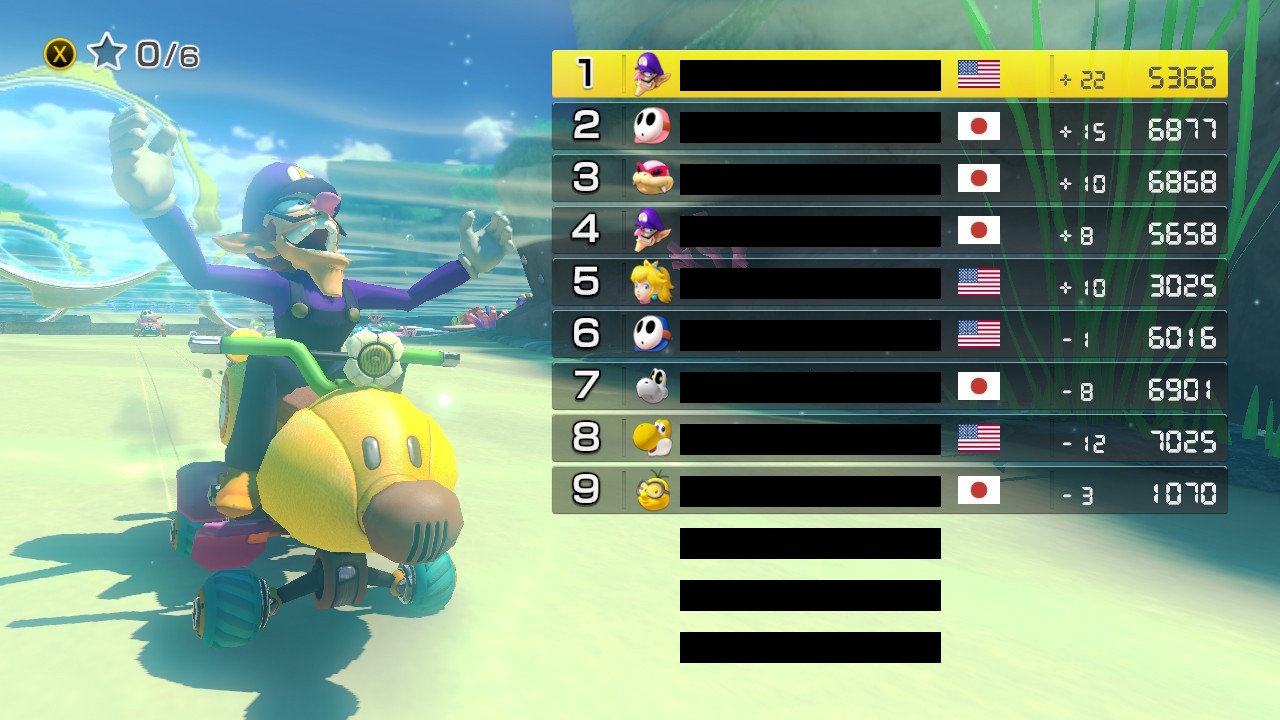 X 0/6
1 + 22 5366
2 + 15 6877
3 + 10 6868
4 + 8 5658
5 + 10 3025
6 - 1 6016
7 - 8 6901
8 - 12 7025
9 - 3 1070